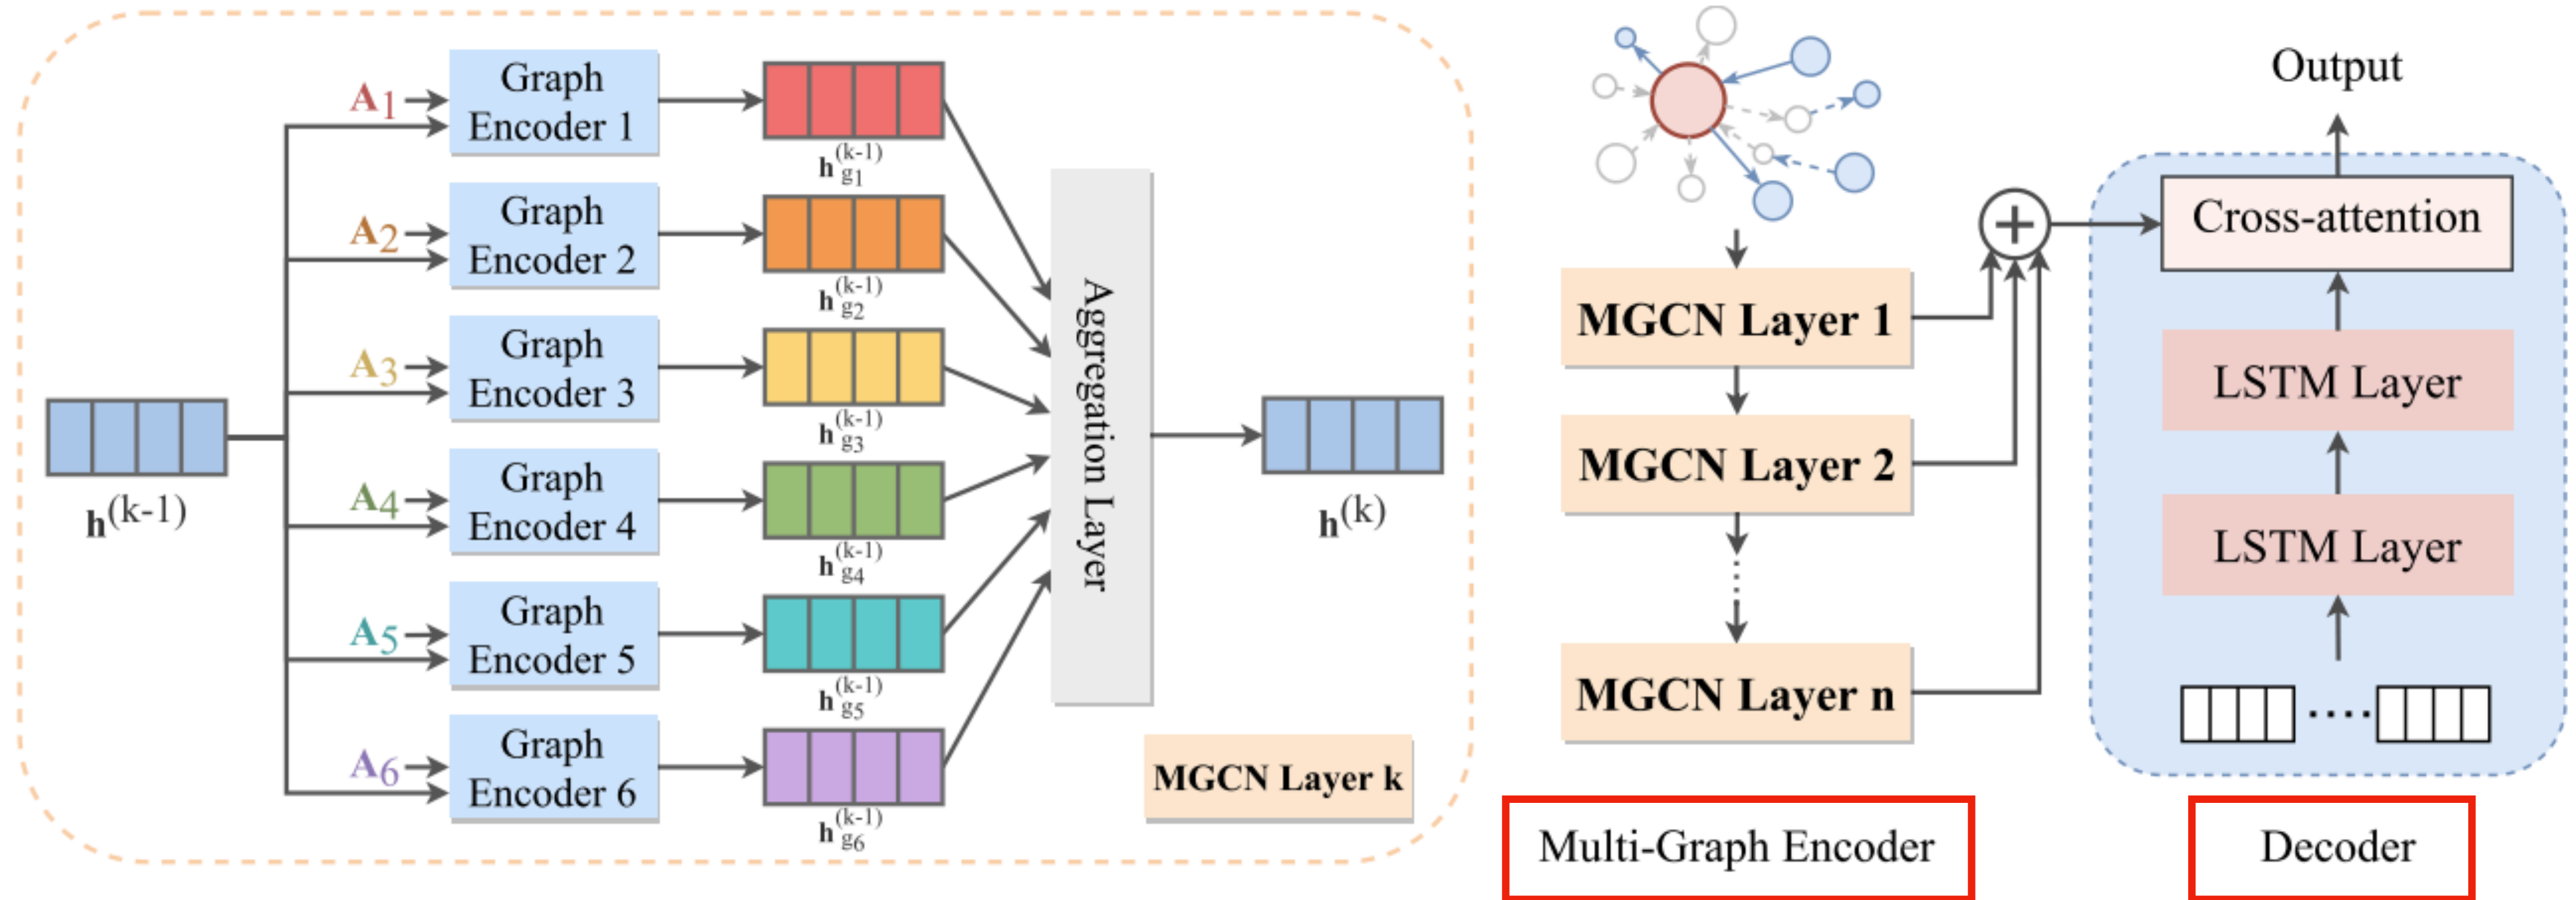 A1
Graph
Encoder 1
h g1 (k-1)
A2
Graph
Encoder 2
h g2 (k-1)
A3
Graph
Encoder 3
h g3 (k-1)
A4
Graph
Encoder 4
h g4 (k-1)
A5
Graph
Encoder 5
h g5 (k-1)
A6
Graph
Encoder 6
h g6 (k-1)
h(k-1)
Aggregation Layer
h(k)
MGCN Layer k
MGCN Layer 1
MGCN Layer 2
MGCN Layer n
Multi-Graph Encoder
+
Output
Cross-attention
LSTM Layer
LSTM Layer
Decoder